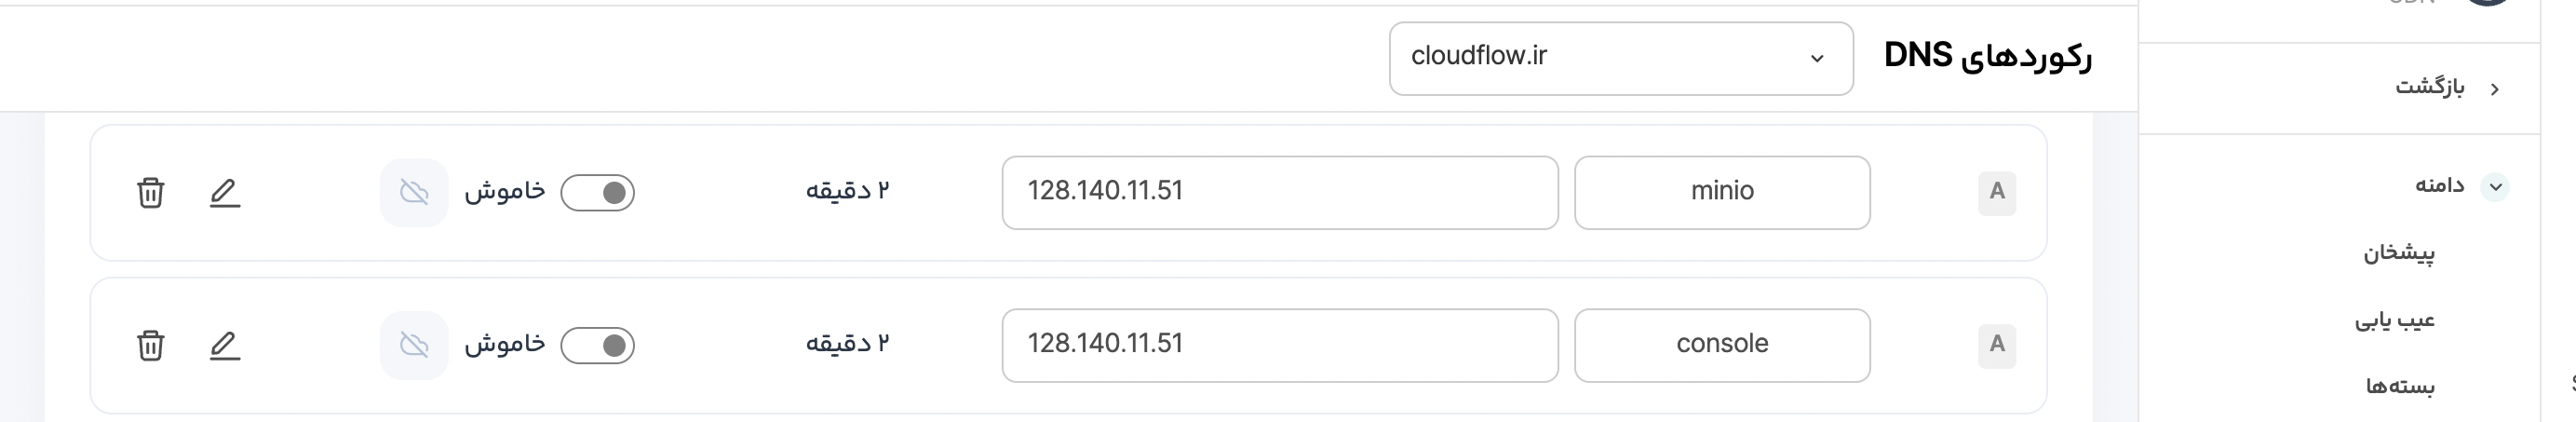 رکوردهای DNS
cloudflow.ir
A
minio
128.140.11.51
۲ دقیقه
خاموش
A
console
128.140.11.51
۲ دقیقه
خاموش
بازگشت
دامنه
پیشخان
عیب یابی
بسته‌ها